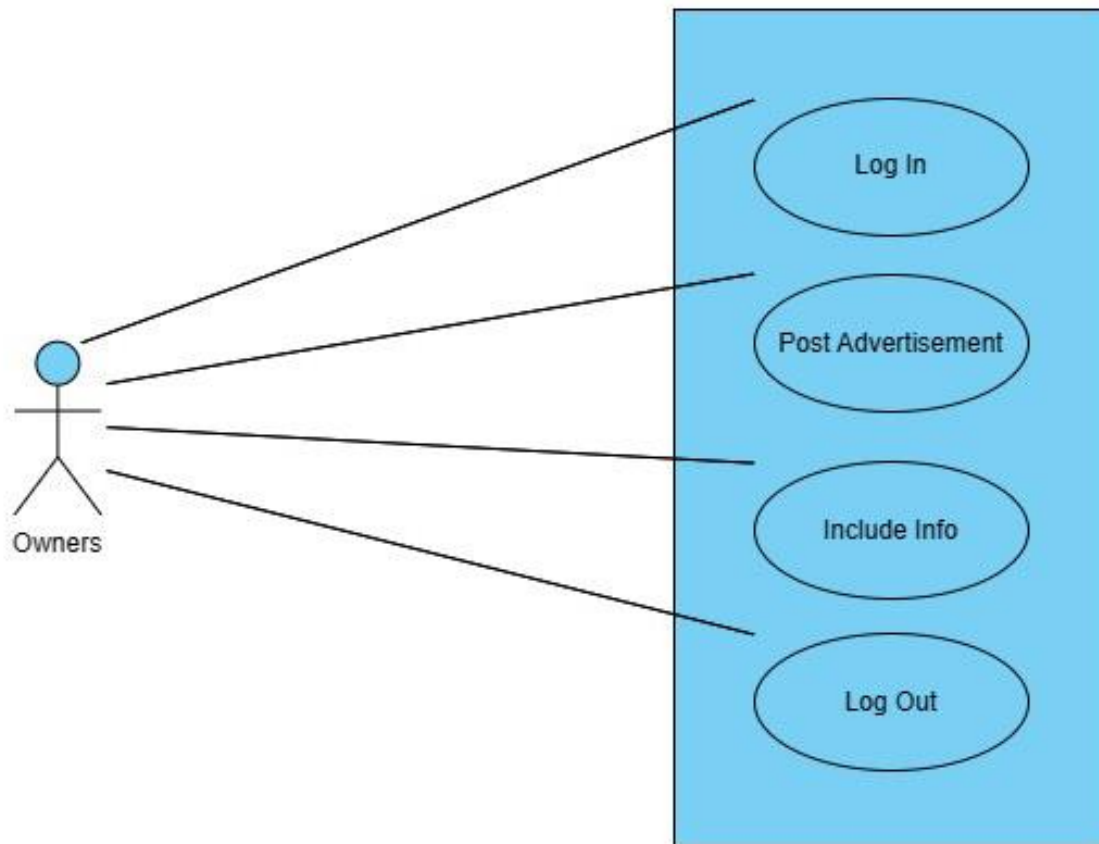 Log In
Post Advertisement
Include Info
Log Out
Owners